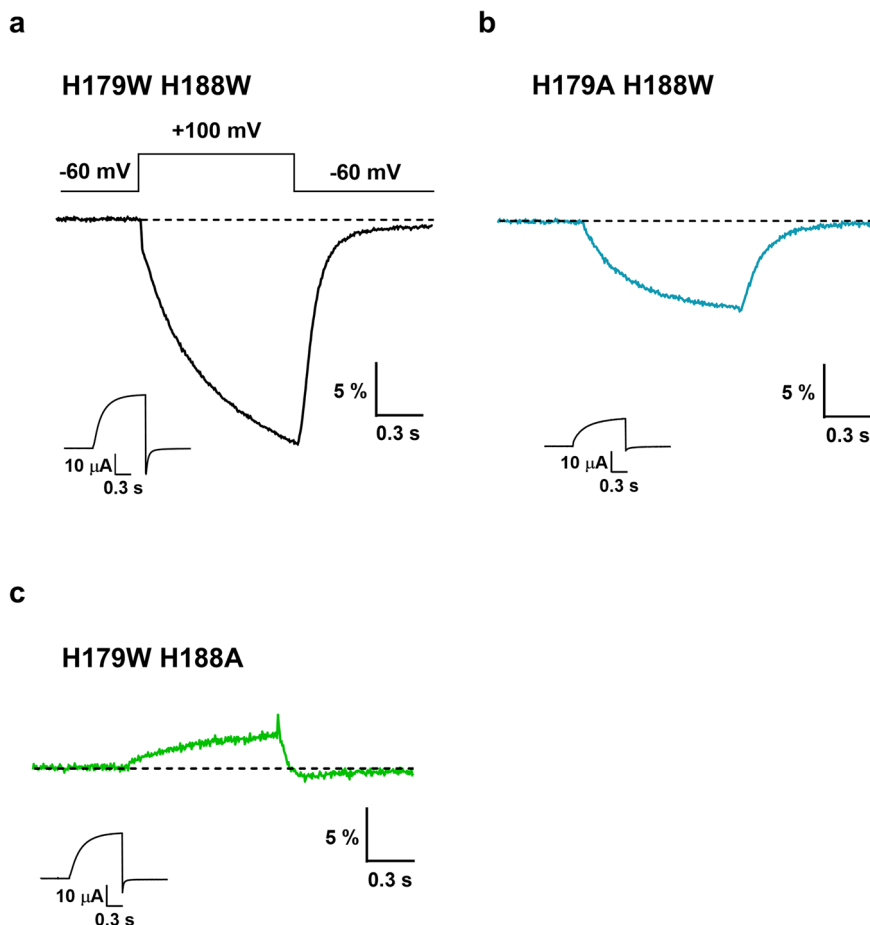 a
H179W H188W
+100 mV
-60 mV
-60 mV
5 %
0.3 s
10 μA
0.3 s
b
H179A H188W
5 %
0.3 s
10 μA
0.3 s
c
H179W H188A
5 %
0.3 s
10 μA
0.3 s